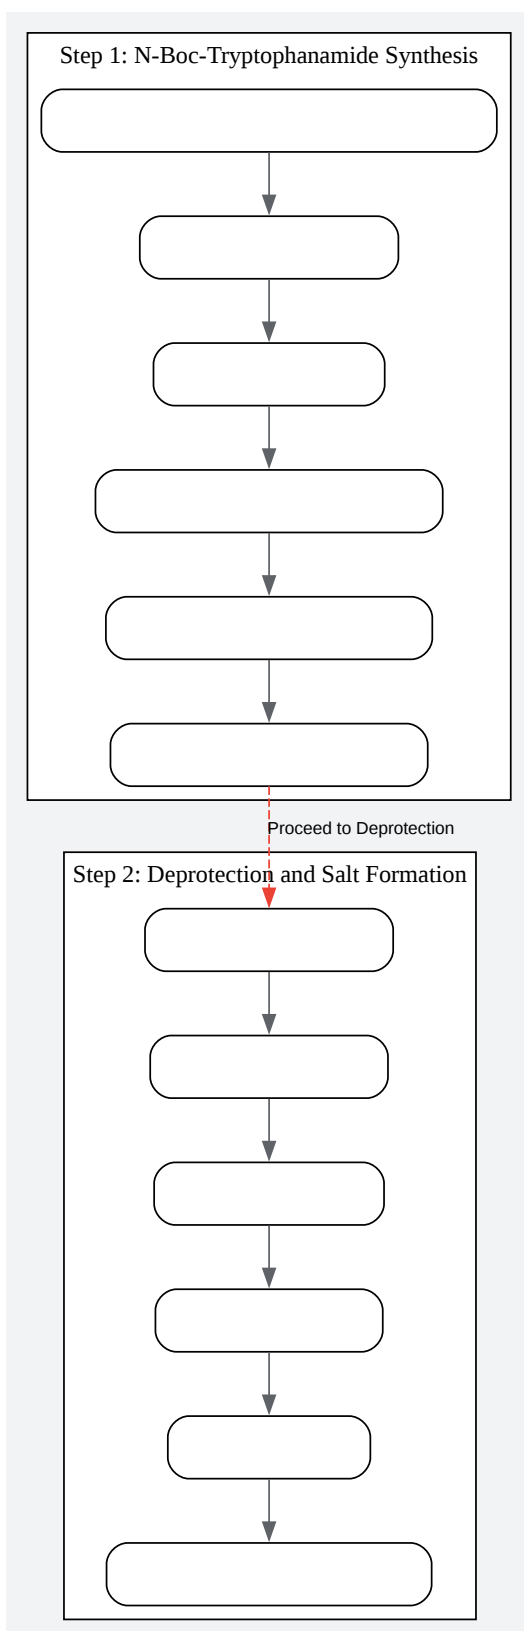 Step 1: N-Boc-Tryptophanamide Synthesis
Proceed to Deprotection
Step 2: Deprotection and Salt Formation